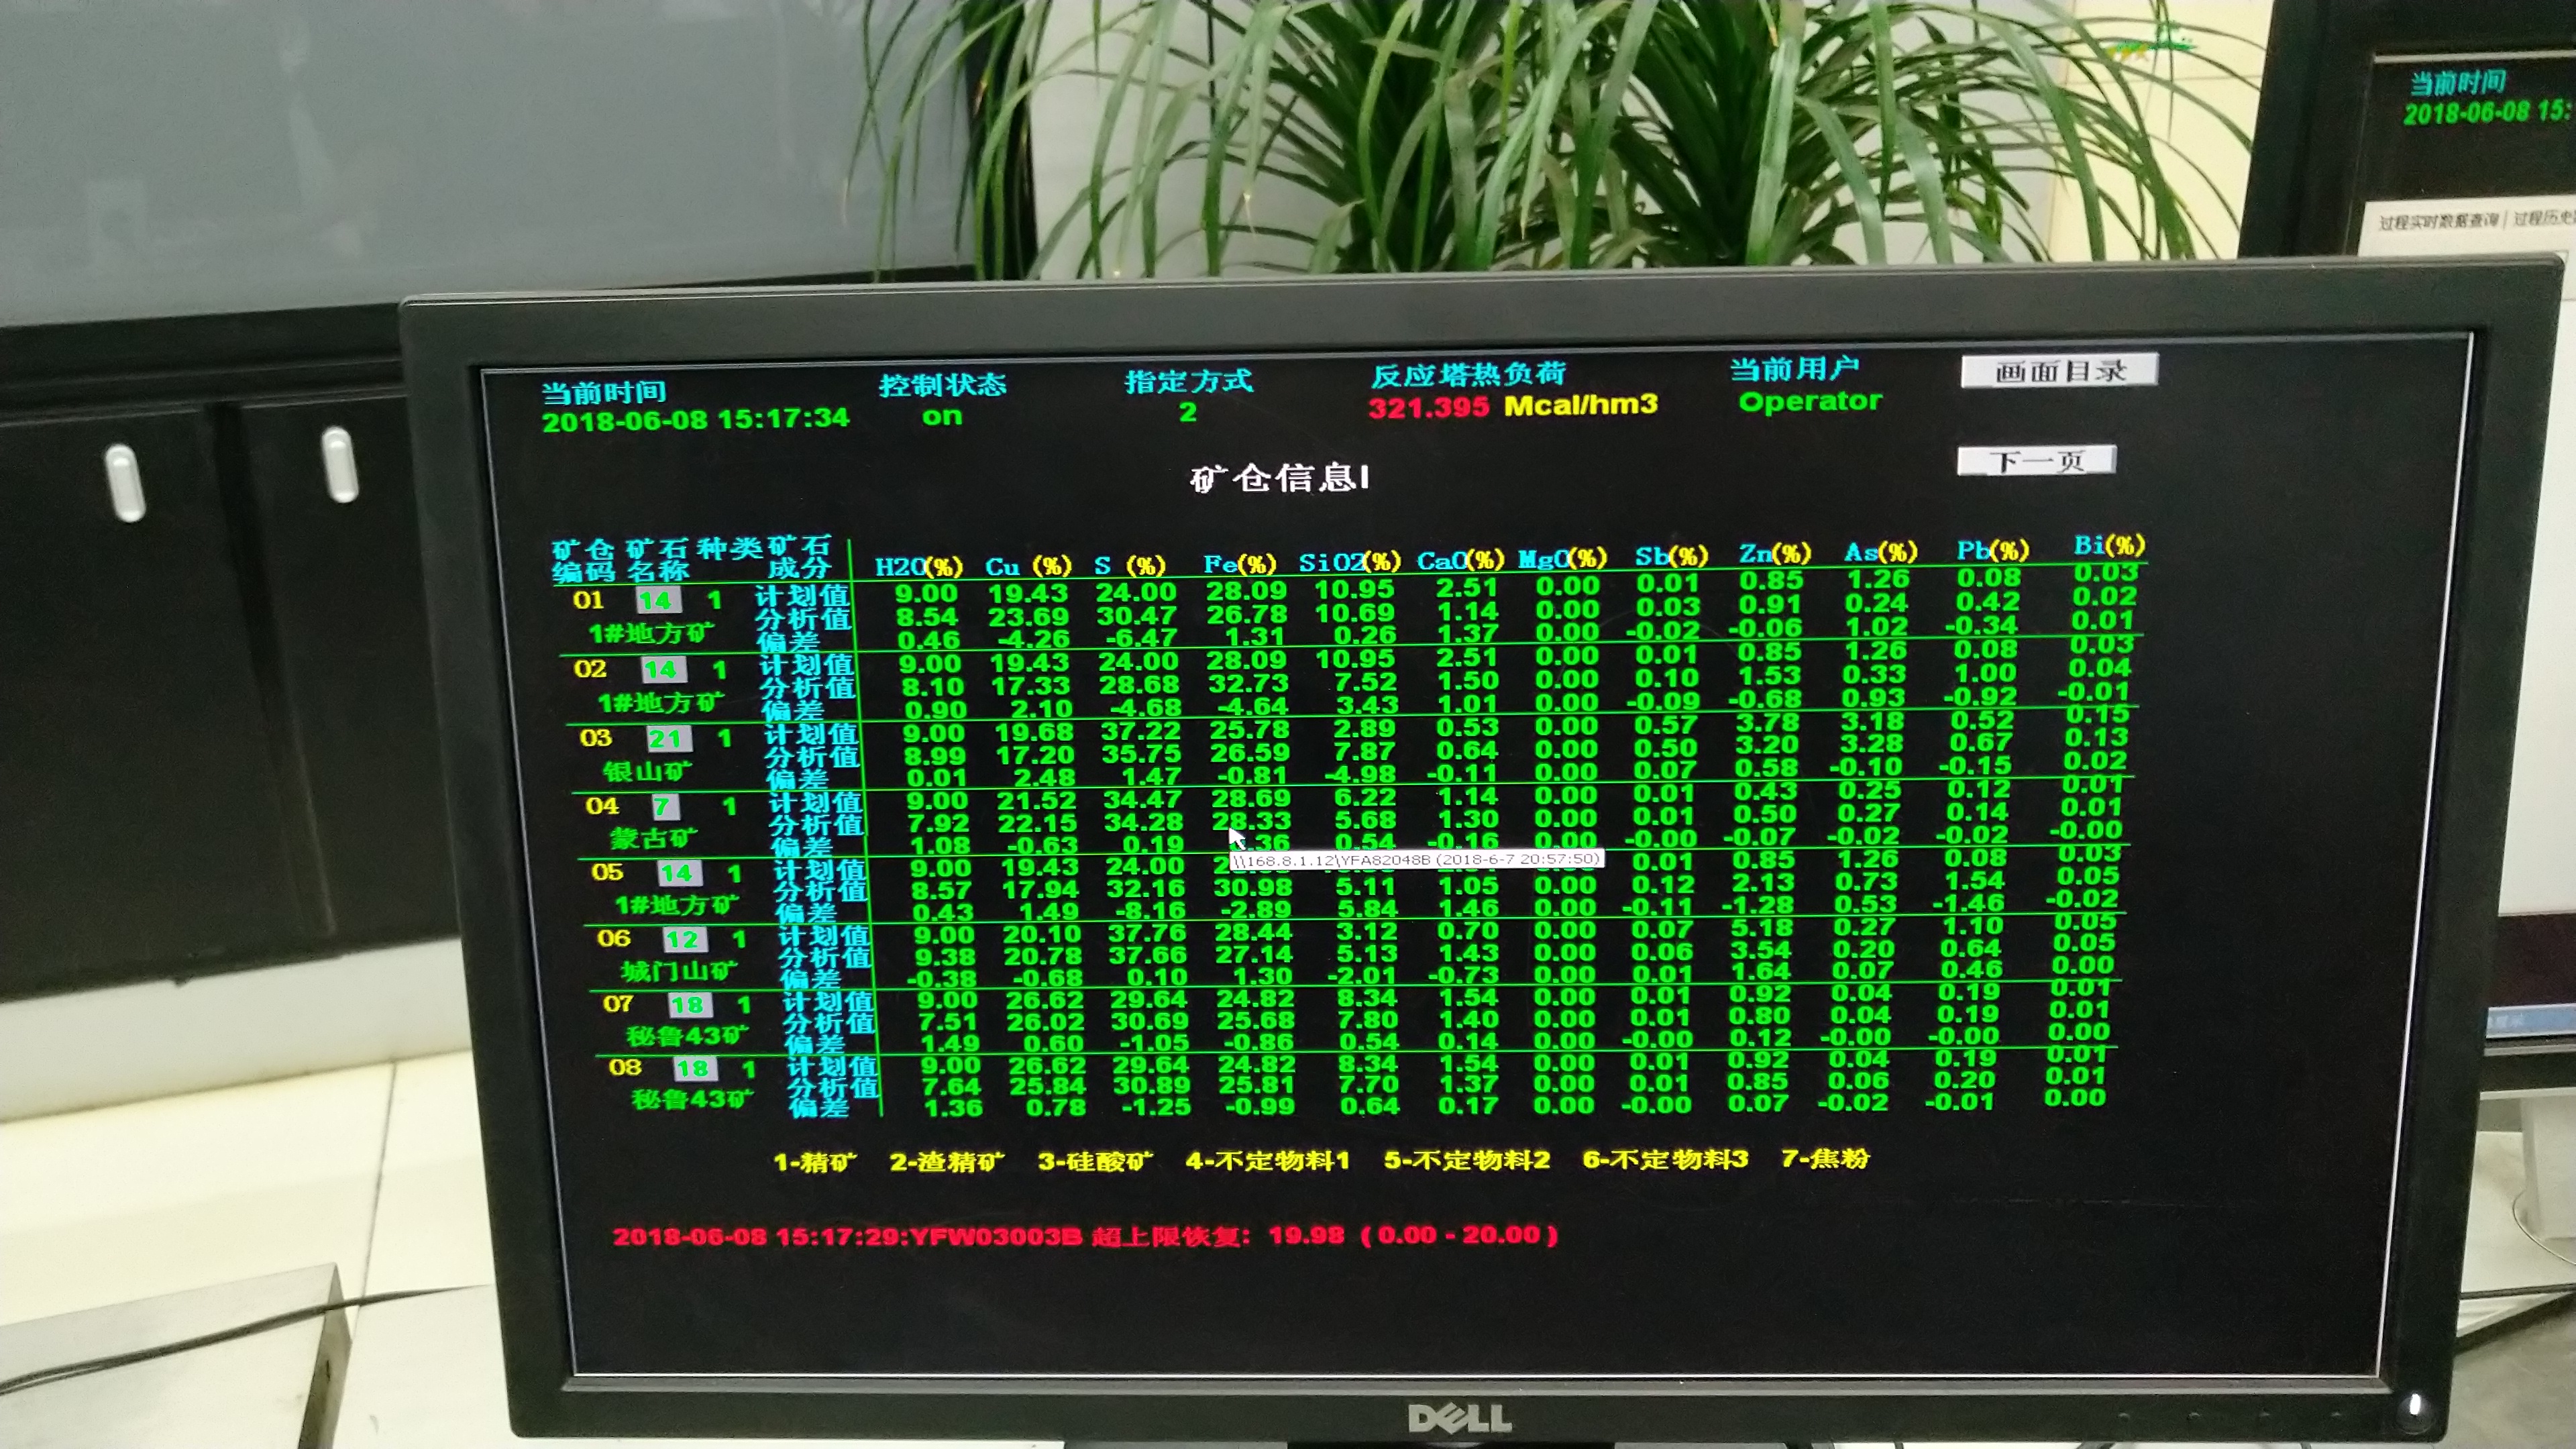 当前时间
2018-06-08 15:
过程实时数据查询 | 过程历史
当前时间 控制状态 指定方式 反应塔热负荷 当前用户 画面目录
2018-06-08 15:17:34 on 2 321.395 Mcal/hm3 Operator
矿仓信息I 下一页
矿仓 矿石 种类 矿石
编码 名称 成分 H2O(%) Cu (%) S (%) Fe(%) SiO2(%) CaO(%) MgO(%) Sb(%) Zn(%) As(%) Pb(%) Bi(%)
01 14 1 计划值 9.00 19.43 24.00 28.09 10.95 2.51 0.00 0.01 0.85 1.26 0.08 0.03
分析值 8.54 23.69 30.47 26.78 10.69 1.14 0.00 0.03 0.91 0.24 0.42 0.02
1#地方矿 偏差 0.46 -4.26 -6.47 1.31 0.26 1.37 0.00 -0.02 -0.06 1.02 -0.34 0.01
02 14 1 计划值 9.00 19.43 24.00 28.09 10.95 2.51 0.00 0.01 0.85 1.26 0.08 0.03
分析值 8.10 17.33 28.68 32.73 7.52 1.50 0.00 0.10 1.53 0.33 1.00 0.04
1#地方矿 偏差 0.90 2.10 -4.68 -4.64 3.43 1.01 0.00 -0.09 -0.68 0.93 -0.92 -0.01
03 21 1 计划值 9.00 19.68 37.22 25.78 2.89 0.53 0.00 0.57 3.78 3.18 0.52 0.15
分析值 8.99 17.20 35.75 26.59 7.87 0.64 0.00 0.50 3.20 3.28 0.67 0.13
银山矿 偏差 0.01 2.48 1.47 -0.81 -4.98 -0.11 0.00 0.07 0.58 -0.10 -0.15 0.02
04 7 1 计划值 9.00 21.52 34.47 28.69 6.22 1.14 0.00 0.01 0.43 0.25 0.12 0.01
分析值 7.92 22.15 34.28 28.33 5.68 1.30 0.00 0.01 0.50 0.27 0.14 0.01
蒙古矿 偏差 1.08 -0.63 0.19 .36 0.54 -0.16 0.00 -0.00 -0.07 -0.02 -0.02 -0.00
\\168.8.1.12\YFA82048B (2018-6-7 20:57:50)
05 14 1 计划值 9.00 19.43 24.00 0.01 0.85 1.26 0.08 0.03
分析值 8.57 17.94 32.16 30.98 5.11 1.05 0.00 0.12 2.13 0.73 1.54 0.05
1#地方矿 偏差 0.43 1.49 -8.16 -2.89 5.84 1.46 0.00 -0.11 -1.28 0.53 -1.46 -0.02
06 12 1 计划值 9.00 20.10 37.76 28.44 3.12 0.70 0.00 0.07 5.18 0.27 1.10 0.05
分析值 9.38 20.78 37.66 27.14 5.13 1.43 0.00 0.06 3.54 0.20 0.64 0.05
城门山矿 偏差 -0.38 -0.68 0.10 1.30 -2.01 -0.73 0.00 0.01 1.64 0.07 0.46 0.00
07 18 1 计划值 9.00 26.62 29.64 24.82 8.34 1.54 0.00 0.01 0.92 0.04 0.19 0.01
分析值 7.51 26.02 30.69 25.68 7.80 1.40 0.00 0.01 0.80 0.04 0.19 0.01
秘鲁43矿 偏差 1.49 0.60 -1.05 -0.86 0.54 0.14 0.00 -0.00 0.12 -0.00 -0.00 0.00
08 18 1 计划值 9.00 26.62 29.64 24.82 8.34 1.54 0.00 0.01 0.92 0.04 0.19 0.01
分析值 7.64 25.84 30.89 25.81 7.70 1.37 0.00 0.01 0.85 0.06 0.20 0.01
秘鲁43矿 偏差 1.36 0.78 -1.25 -0.99 0.64 0.17 0.00 -0.00 0.07 -0.02 -0.01 0.00
1-精矿 2-渣精矿 3-硅酸矿 4-不定物料1 5-不定物料2 6-不定物料3 7-焦粉
2018-06-08 15:17:29:YFW03003B 超上限恢复: 19.98 ( 0.00 - 20.00 )
DELL